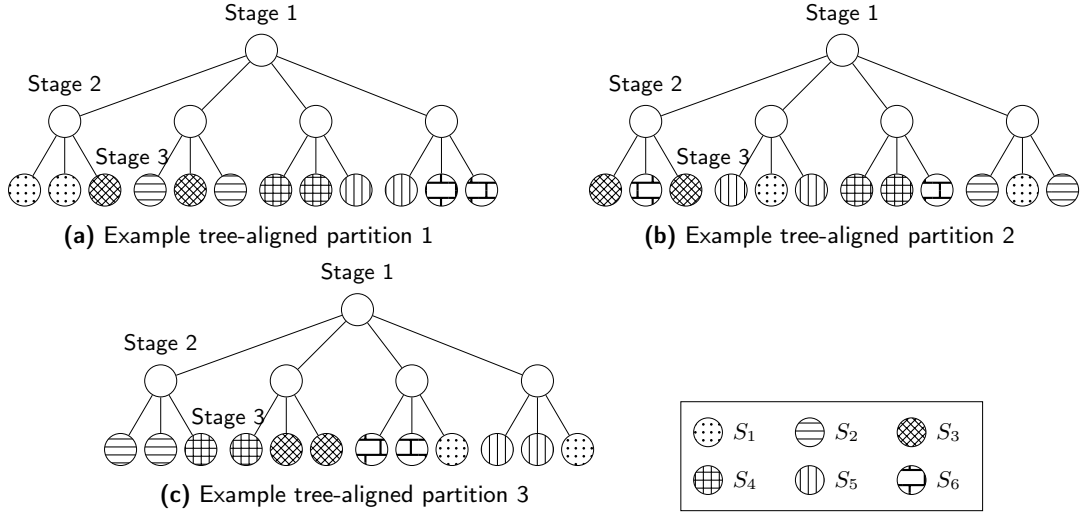 Stage 1
Stage 2
Stage 3
(a) Example tree-aligned partition 1
Stage 1
Stage 2
Stage 3
(b) Example tree-aligned partition 2
Stage 1
Stage 2
Stage 3
(c) Example tree-aligned partition 3
S₁ S₂ S₃
S₄ S₅ S₆